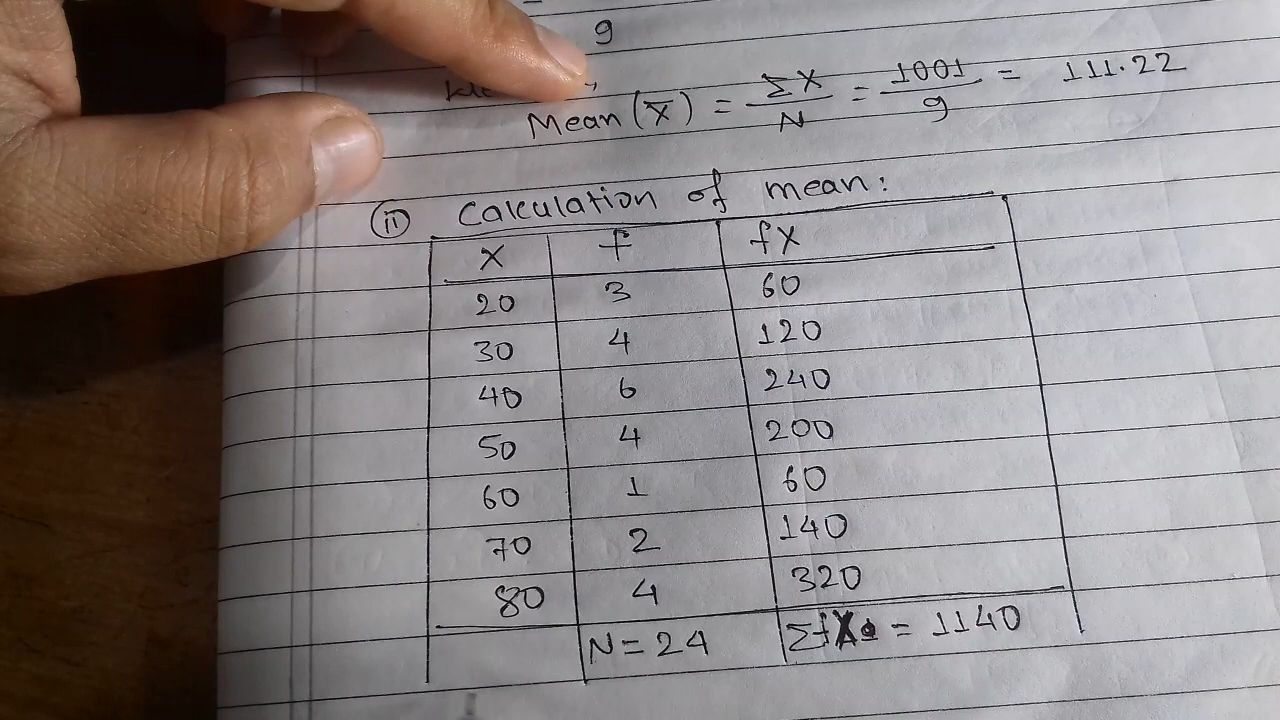 9
Mean (X̅) = ΣX/N = 1001/9 = 111.22
(ii) Calculation of mean:
X f fX
20 3 60
30 4 120
40 6 240
50 4 200
60 1 60
70 2 140
80 4 320
N = 24 ΣfX = 1140